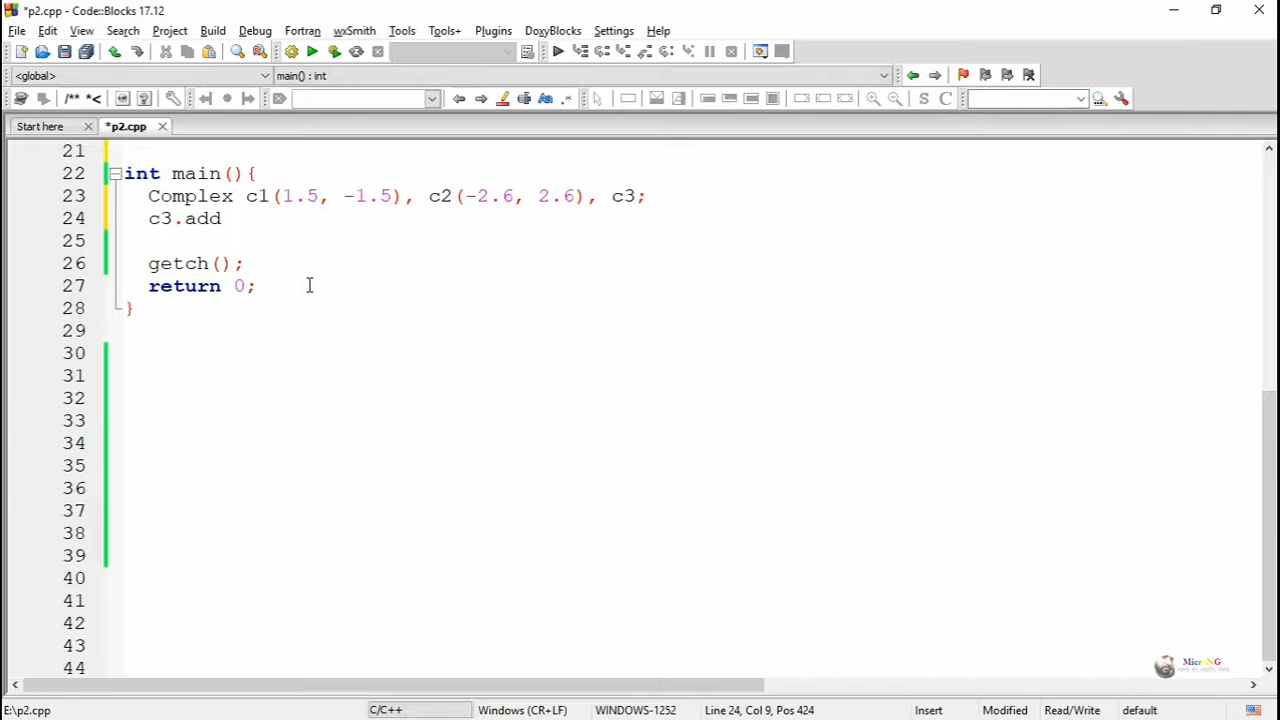 *p2.cpp - Code::Blocks 17.12
File Edit View Search Project Build Debug Fortran wxSmith Tools Tools+ Plugins DoxyBlocks Settings Help
<global> main() : int
/** *<
S C
Start here *p2.cpp
21
22 int main(){
23 Complex c1(1.5, -1.5), c2(-2.6, 2.6), c3;
24 c3.add
25
26 getch();
27 return 0;
28 }
29
30
31
32
33
34
35
36
37
38
39
40
41
42
43
44
MicroNG
E:\p2.cpp C/C++ Windows (CR+LF) WINDOWS-1252 Line 24, Col 9, Pos 424 Insert Modified Read/Write default